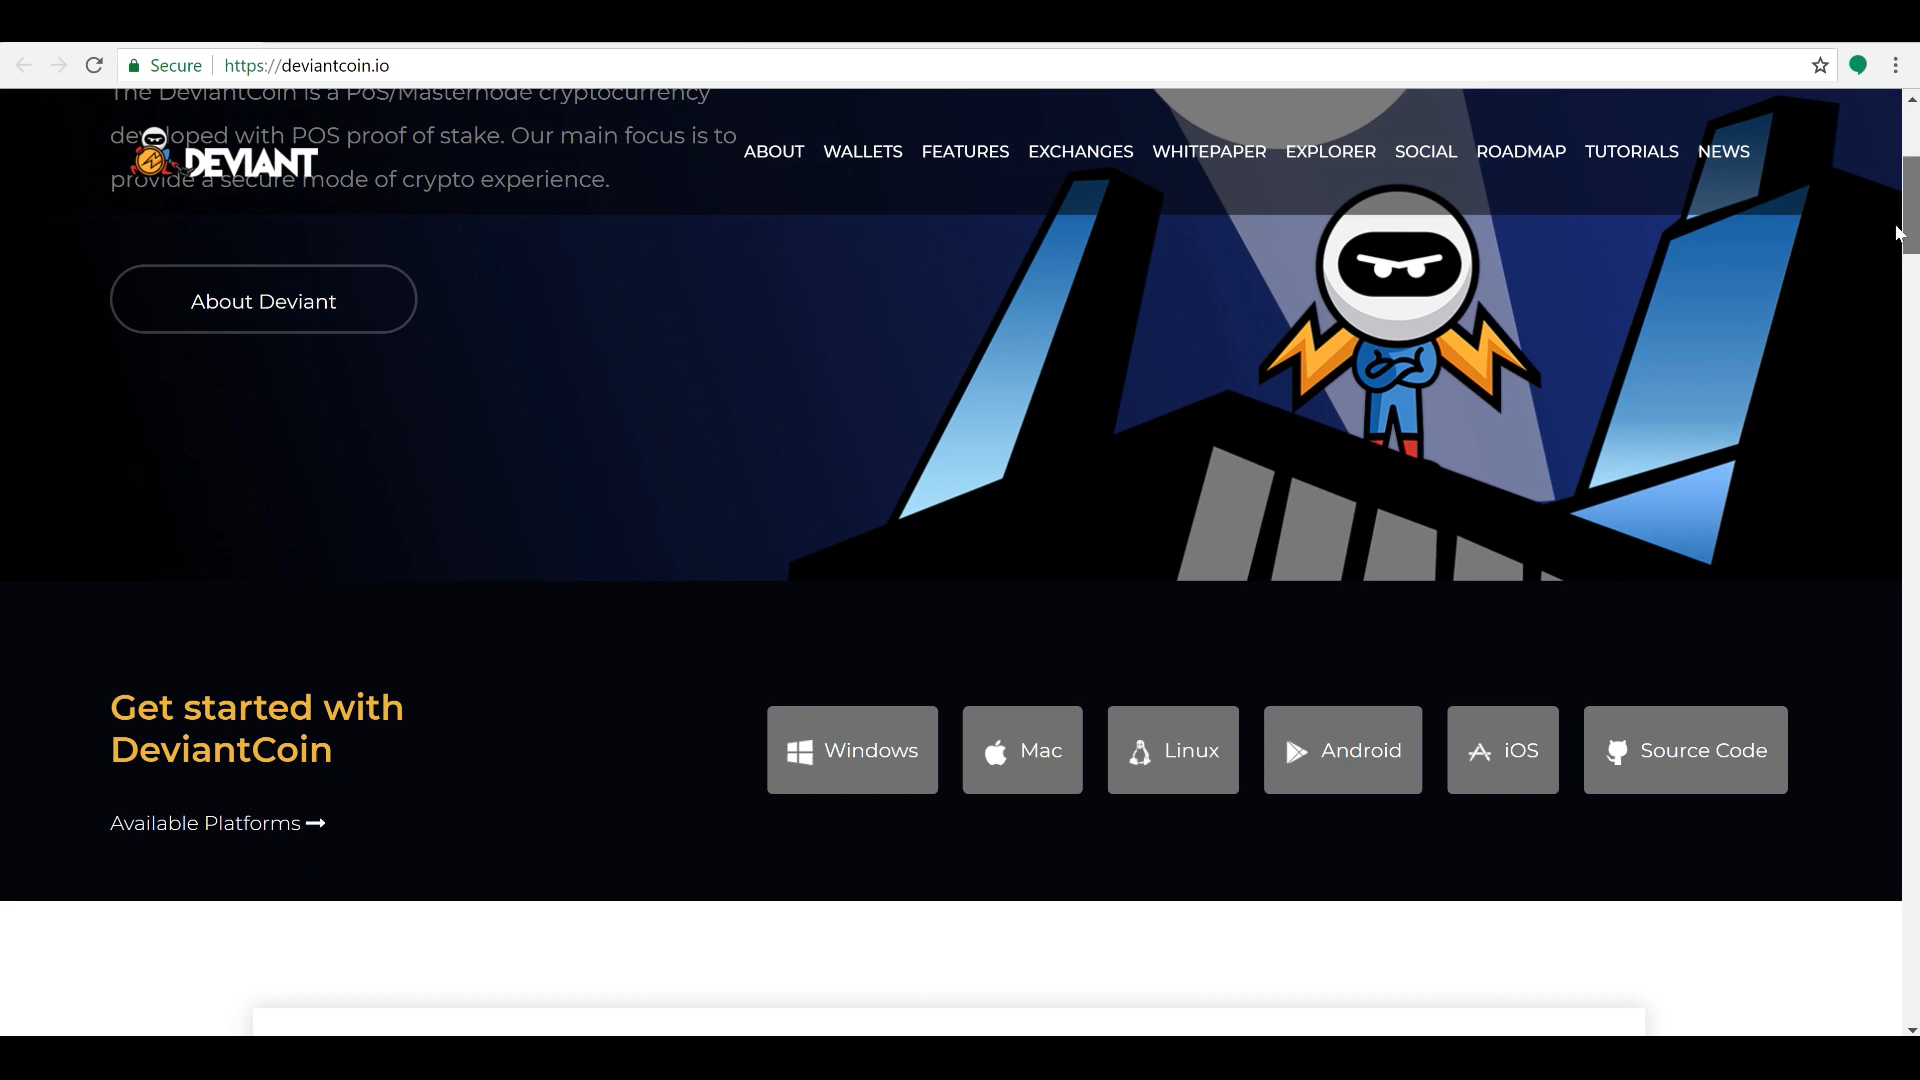 Secure https://deviantcoin.io
The DeviantCoin is a PoS/Masternode cryptocurrency
developed with POS proof of stake. Our main focus is to
provide a secure mode of crypto experience.
DEVIANT
ABOUT WALLETS FEATURES EXCHANGES WHITEPAPER EXPLORER SOCIAL ROADMAP TUTORIALS NEWS
About Deviant
Get started with
DeviantCoin
Available Platforms
Windows Mac Linux Android iOS Source Code